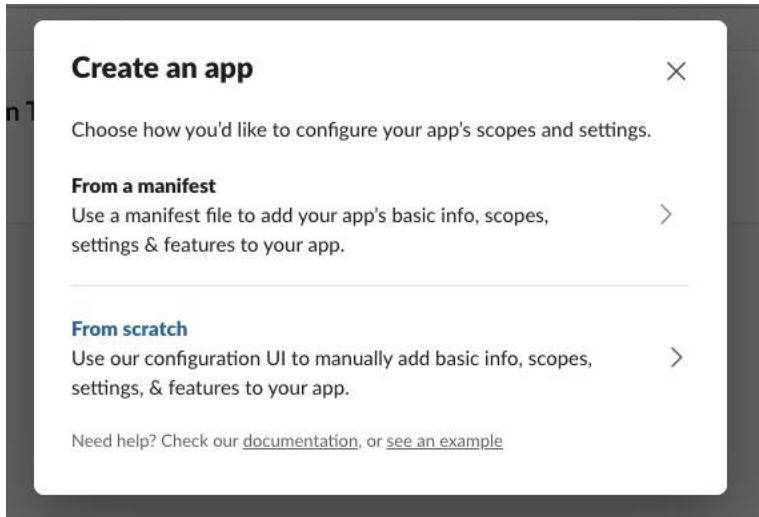 Create an app
n T
Choose how you'd like to configure your app's scopes and settings.
From a manifest
Use a manifest file to add your app's basic info, scopes,
settings & features to your app.
From scratch
Use our configuration UI to manually add basic info, scopes,
settings, & features to your app.
Need help? Check our documentation, or see an example